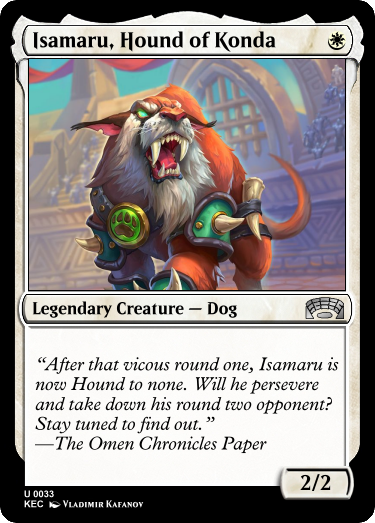 Isamaru, Hound of Konda
Legendary Creature — Dog
“After that vicous round one, Isamaru is
now Hound to none. Will he persevere
and take down his round two opponent?
Stay tuned to find out.”
—The Omen Chronicles Paper
2/2
U 0033
KEC Vladimir Kafanov